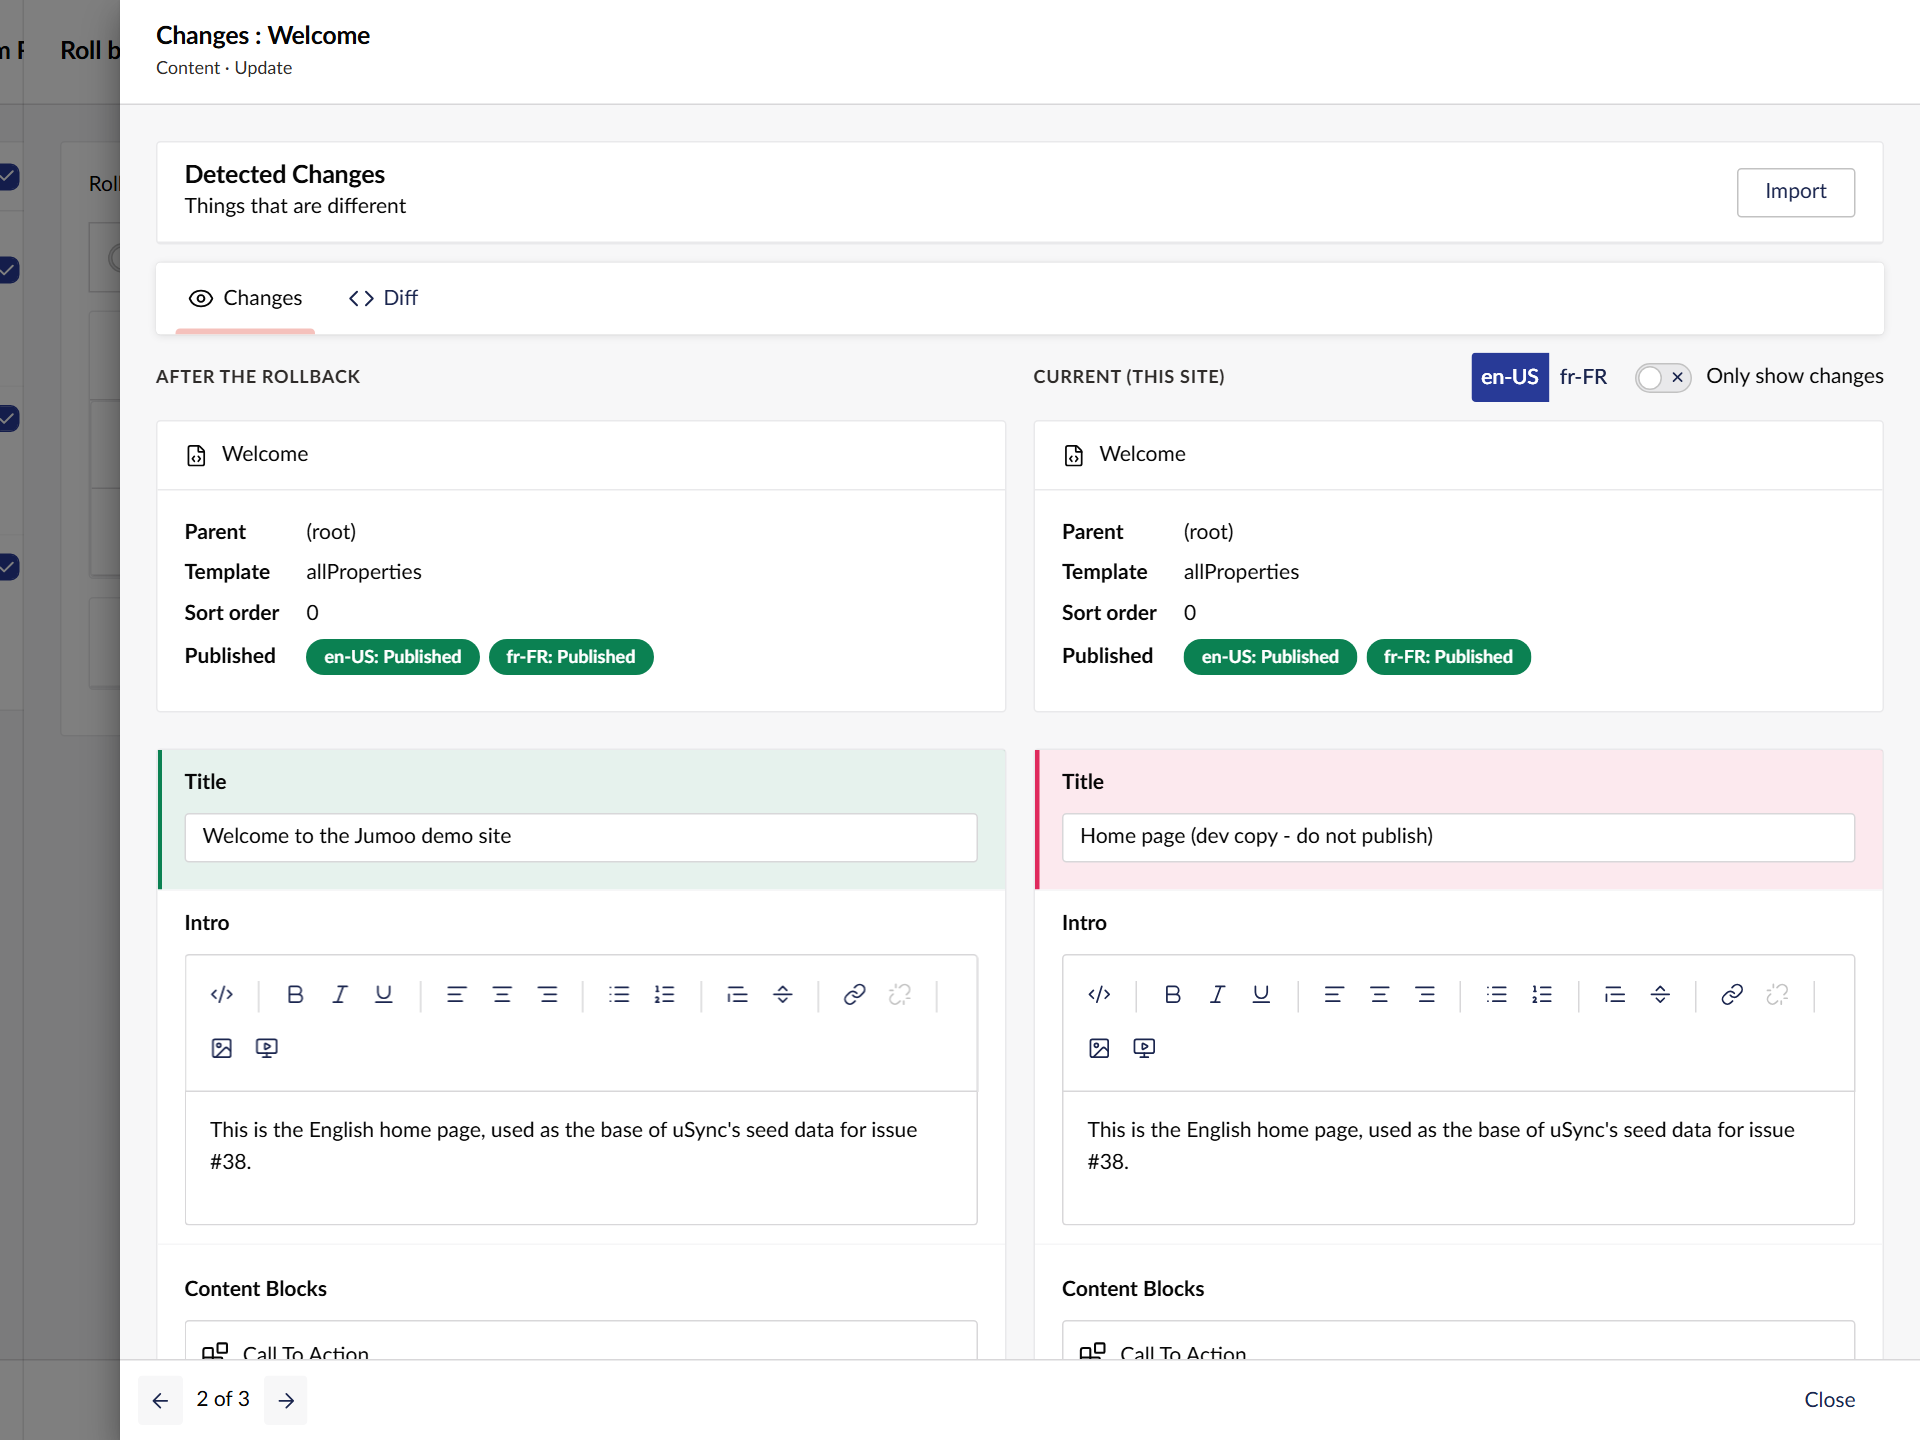 Roll b
Changes : Welcome
Content · Update
Detected Changes
Things that are different
Import
Changes
Diff
AFTER THE ROLLBACK
CURRENT (THIS SITE)
en-US
fr-FR
Only show changes
Welcome
Parent (root)
Template allProperties
Sort order 0
Published en-US: Published fr-FR: Published
Welcome
Parent (root)
Template allProperties
Sort order 0
Published en-US: Published fr-FR: Published
Title
Welcome to the Jumoo demo site
Title
Home page (dev copy - do not publish)
Intro
This is the English home page, used as the base of uSync's seed data for issue
#38.
Intro
This is the English home page, used as the base of uSync's seed data for issue
#38.
Content Blocks
Call To Action
Content Blocks
Call To Action
2 of 3
Close